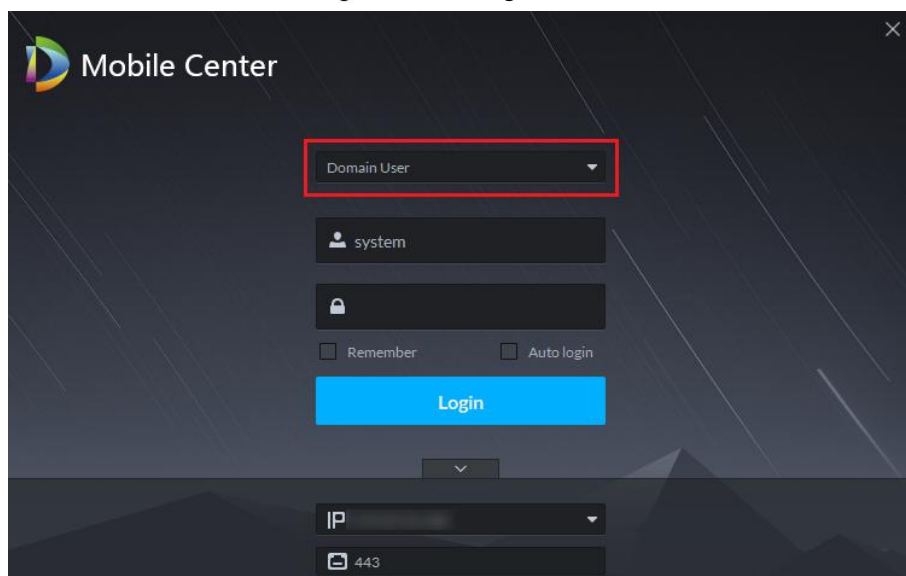 Mobile Center
Domain User
system
Remember Auto login
Login
IP
443